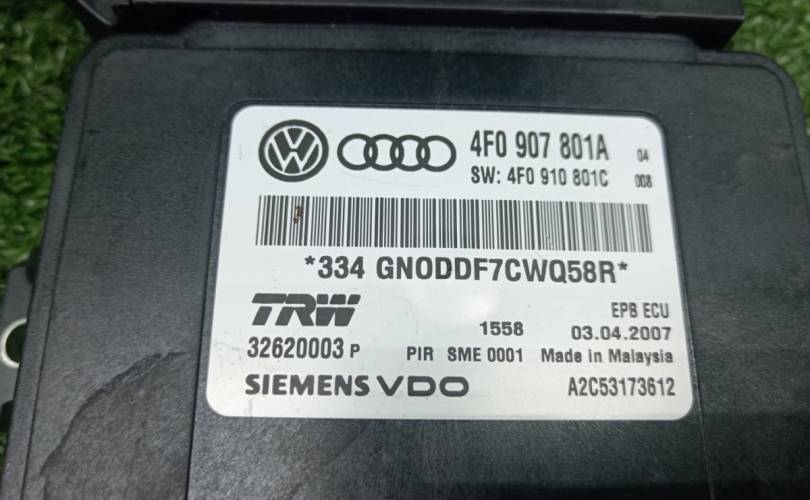 4F0 907 801A 04
SW: 4F0 910 801C 008
*334 GN0DDF7CWQ58R*
TRW EPB ECU
1558 03.04.2007
32620003 P PIR SME 0001 Made in Malaysia
SIEMENS VDO A2C53173612